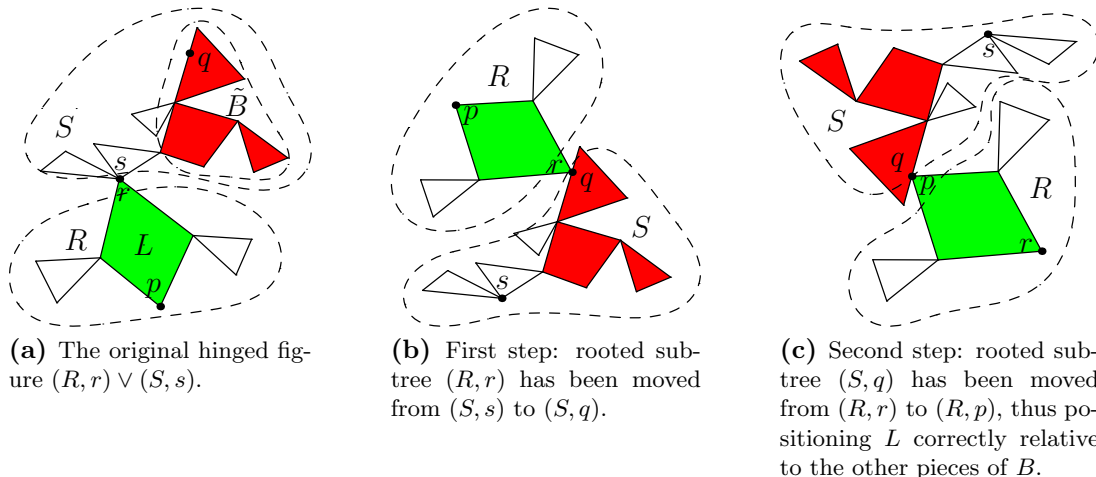 q
B̃
S
s
r
R
L
p
R
p
r
q
S
s
s
S
q
p
R
r
(a) The original hinged fig-
ure (R, r) ∨ (S, s).
(b) First step: rooted sub-
tree (R, r) has been moved
from (S, s) to (S, q).
(c) Second step: rooted sub-
tree (S, q) has been moved
from (R, r) to (R, p), thus po-
sitioning L correctly relative
to the other pieces of B.